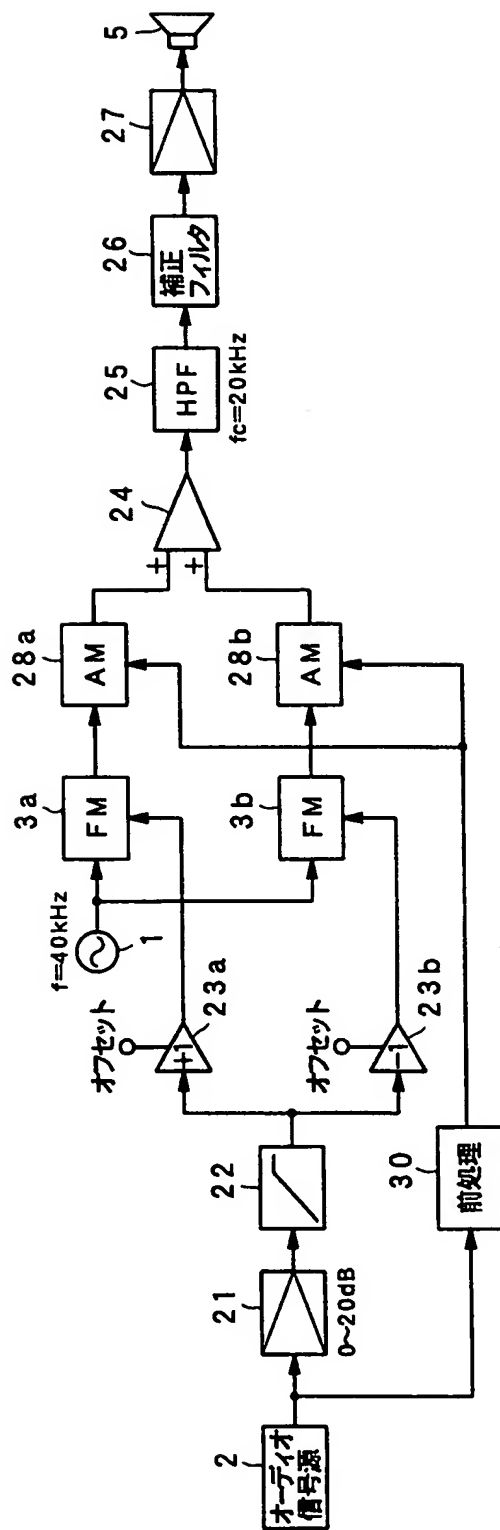 2
オーディオ
信号源
21
0~20dB
22
オフセット
+1
23a
オフセット
-1
23b
30
前処理
f=40kHz
1
3a
FM
3b
FM
28a
AM
28b
AM
+
+
24
25
HPF
fc=20kHz
26
補正
フィルタ
27
5